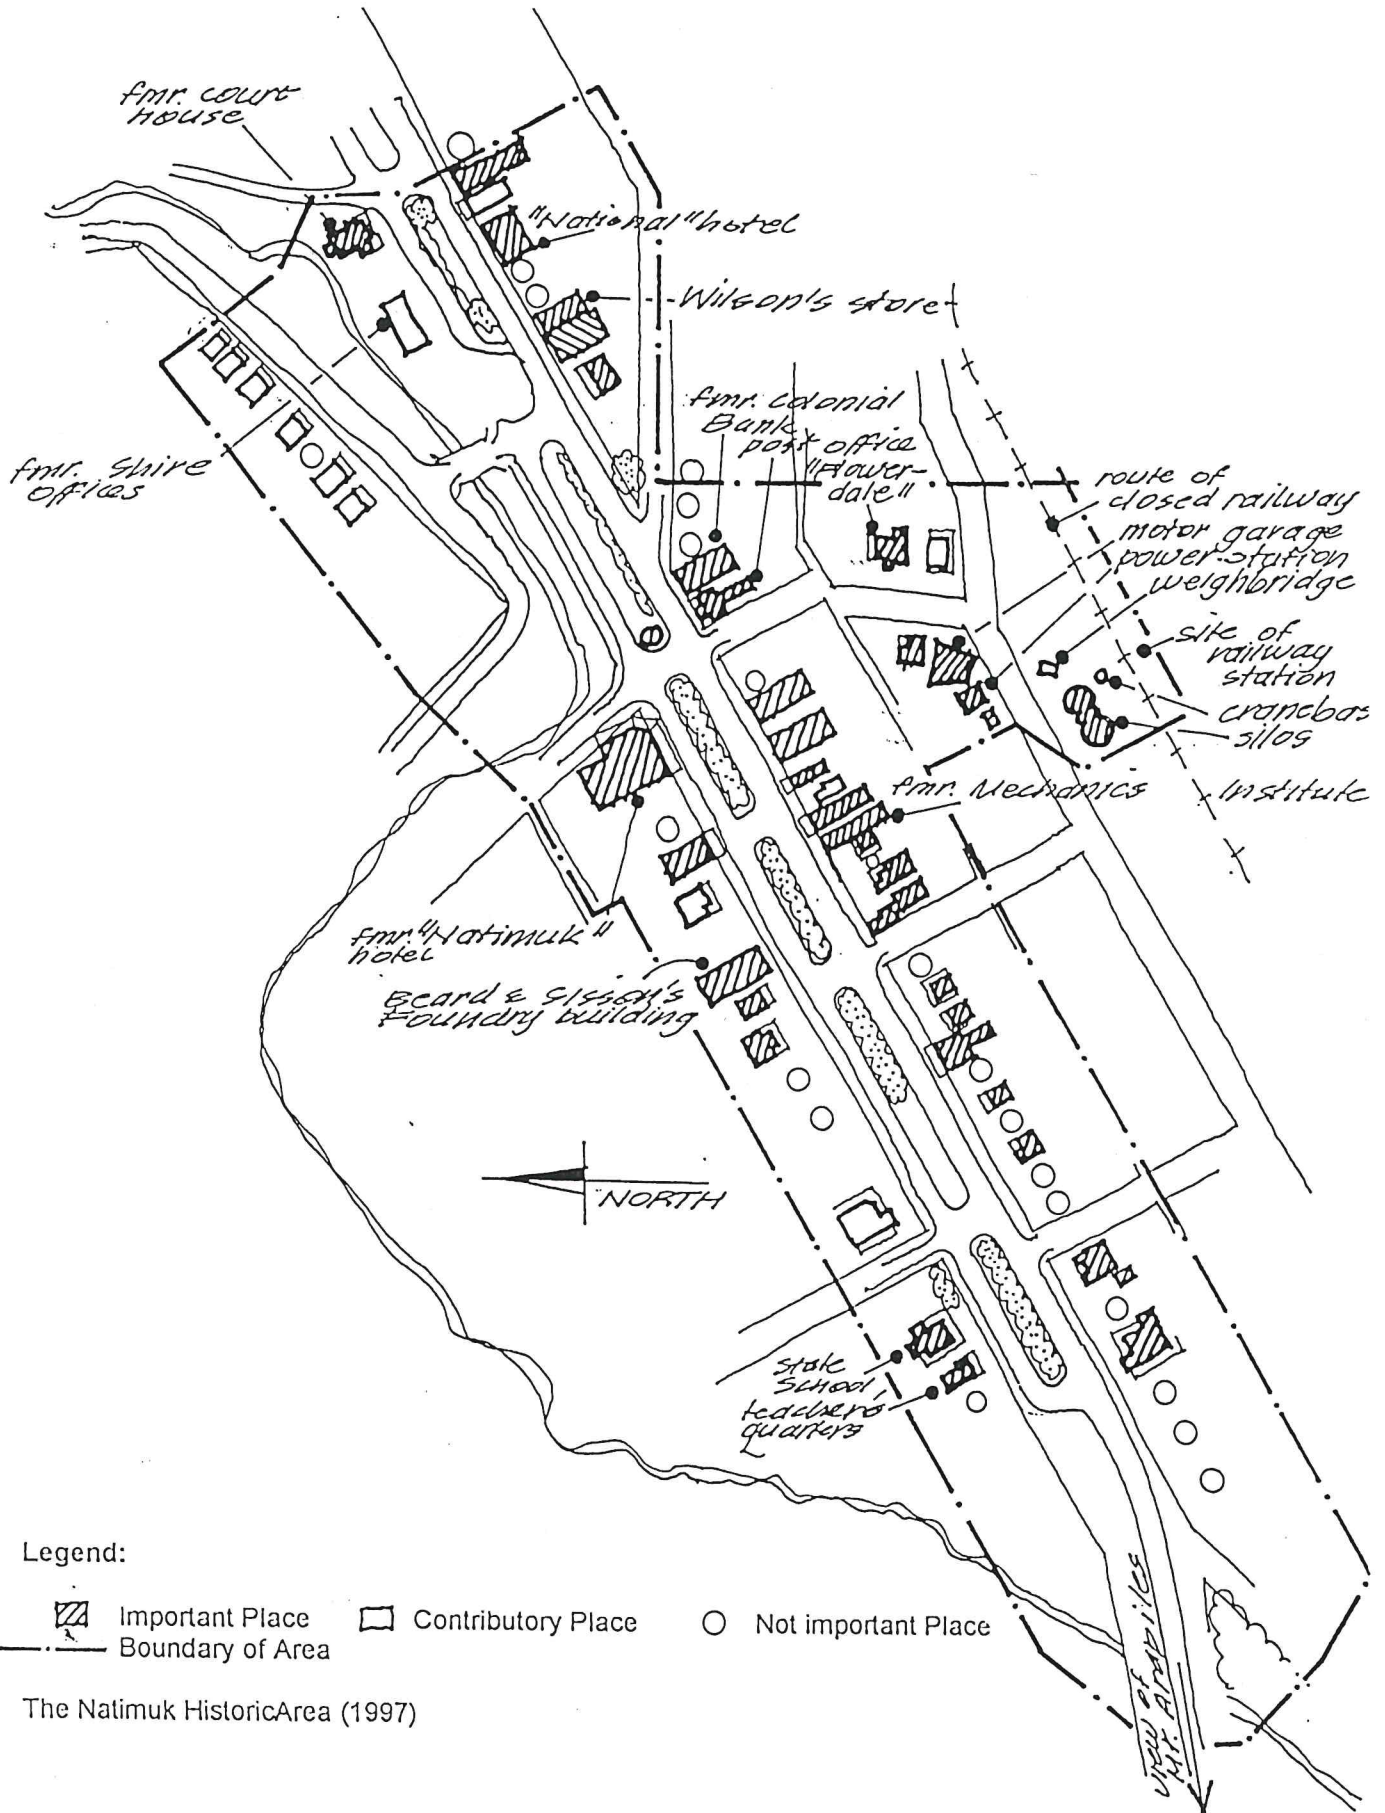 fmr. court
house
"National" hotel
Wilson's store
fmr. colonial
Bank
post office
"Flower-
dale"
fmr. Shire
offices
route of
closed railway
motor garage
power-station
weighbridge
site of
railway
station
cranebas
silos
fmr. Mechanics
Institute
fmr. "Natimuk"
hotel
Beard & Sisson's
Foundry building
NORTH
State
School
teachers'
quarters
view of
Mt. Arapiles
Legend:
Important Place
Contributory Place
Not important Place
Boundary of Area
The Natimuk HistoricArea (1997)